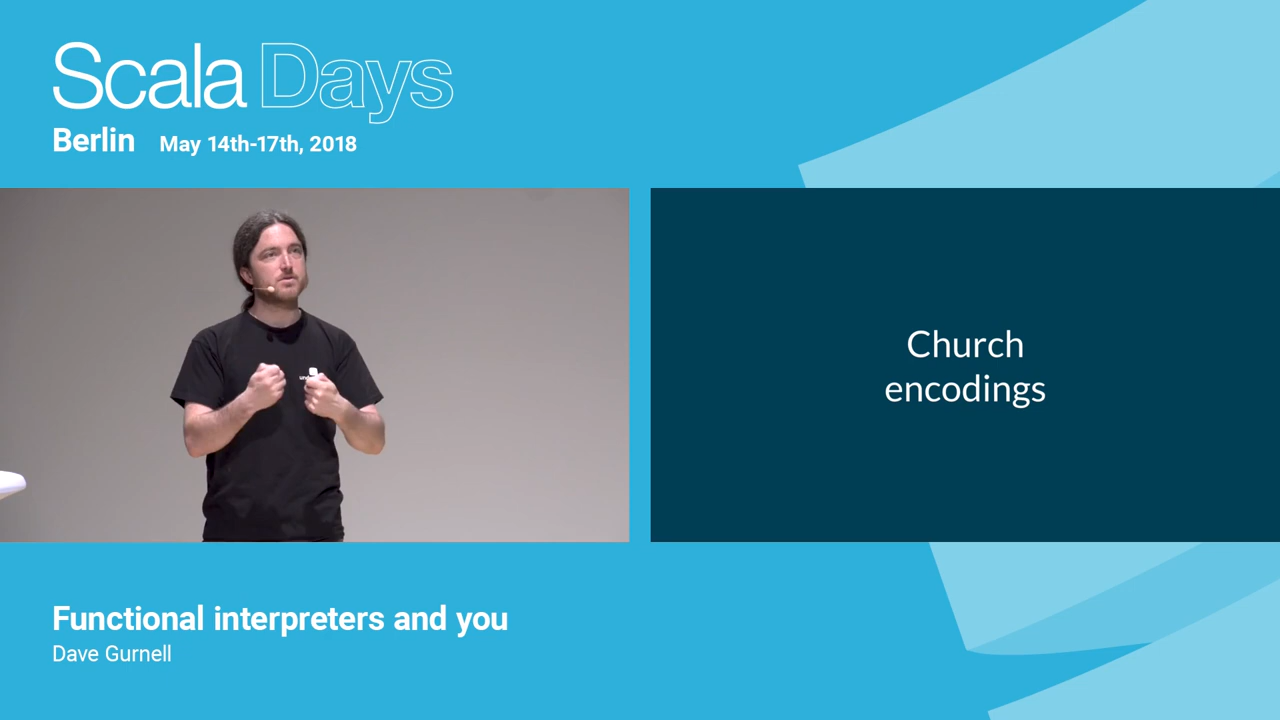 Scala Days
Berlin May 14th-17th, 2018
Church
encodings
Functional interpreters and you
Dave Gurnell